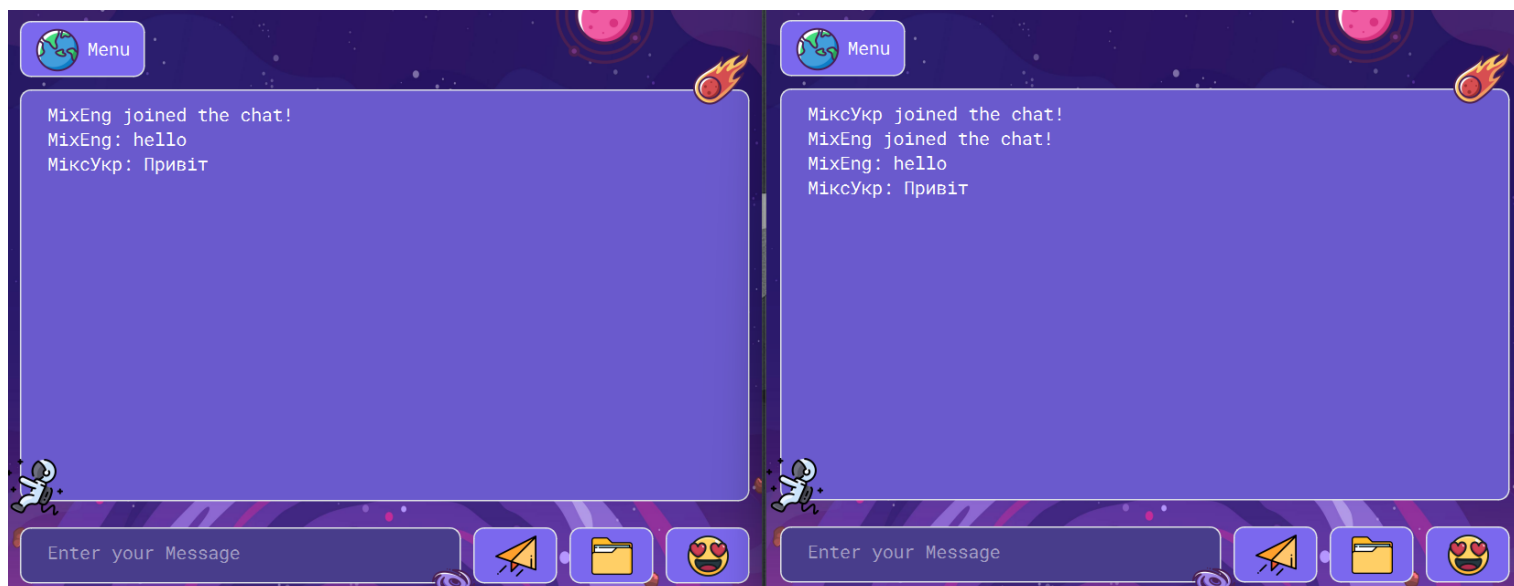 Menu
MixEng joined the chat!
MixEng: hello
МіксУкр: Привіт
Enter your Message
Menu
МіксУкр joined the chat!
MixEng joined the chat!
MixEng: hello
МіксУкр: Привіт
Enter your Message